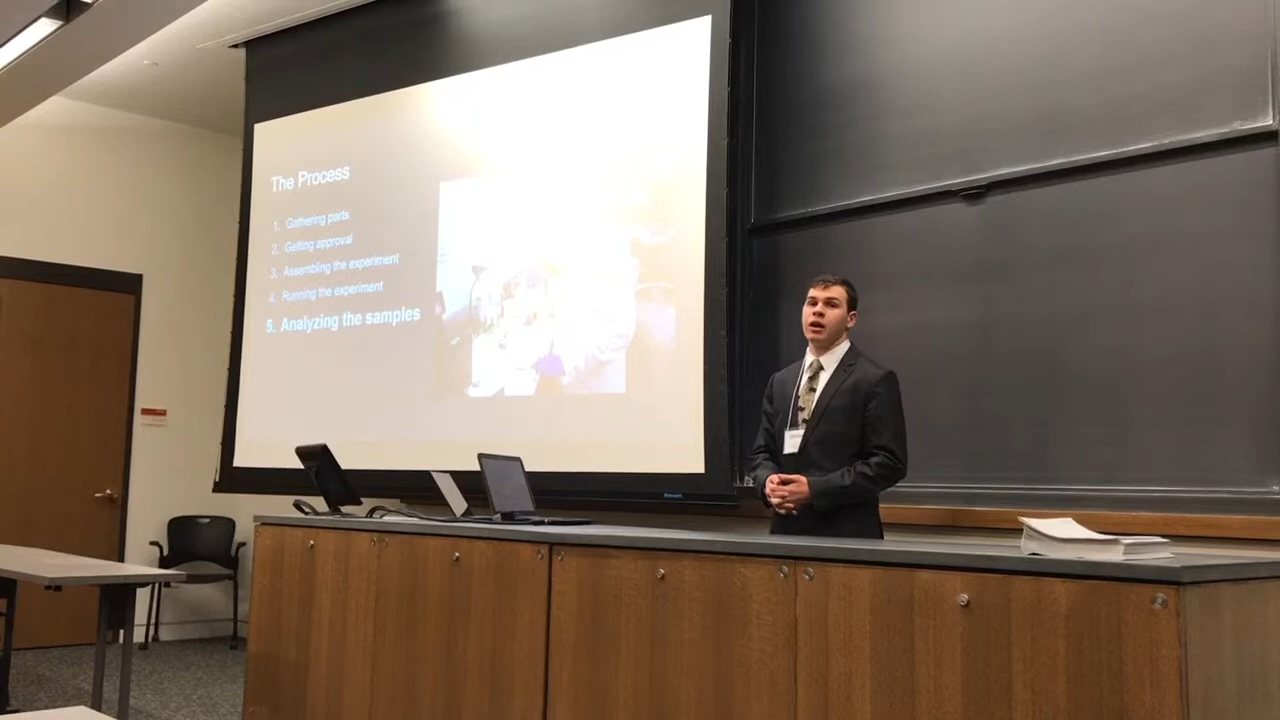 The Process
1. Gathering parts
2. Getting approval
3. Assembling the experiment
4. Running the experiment
5. Analyzing the samples